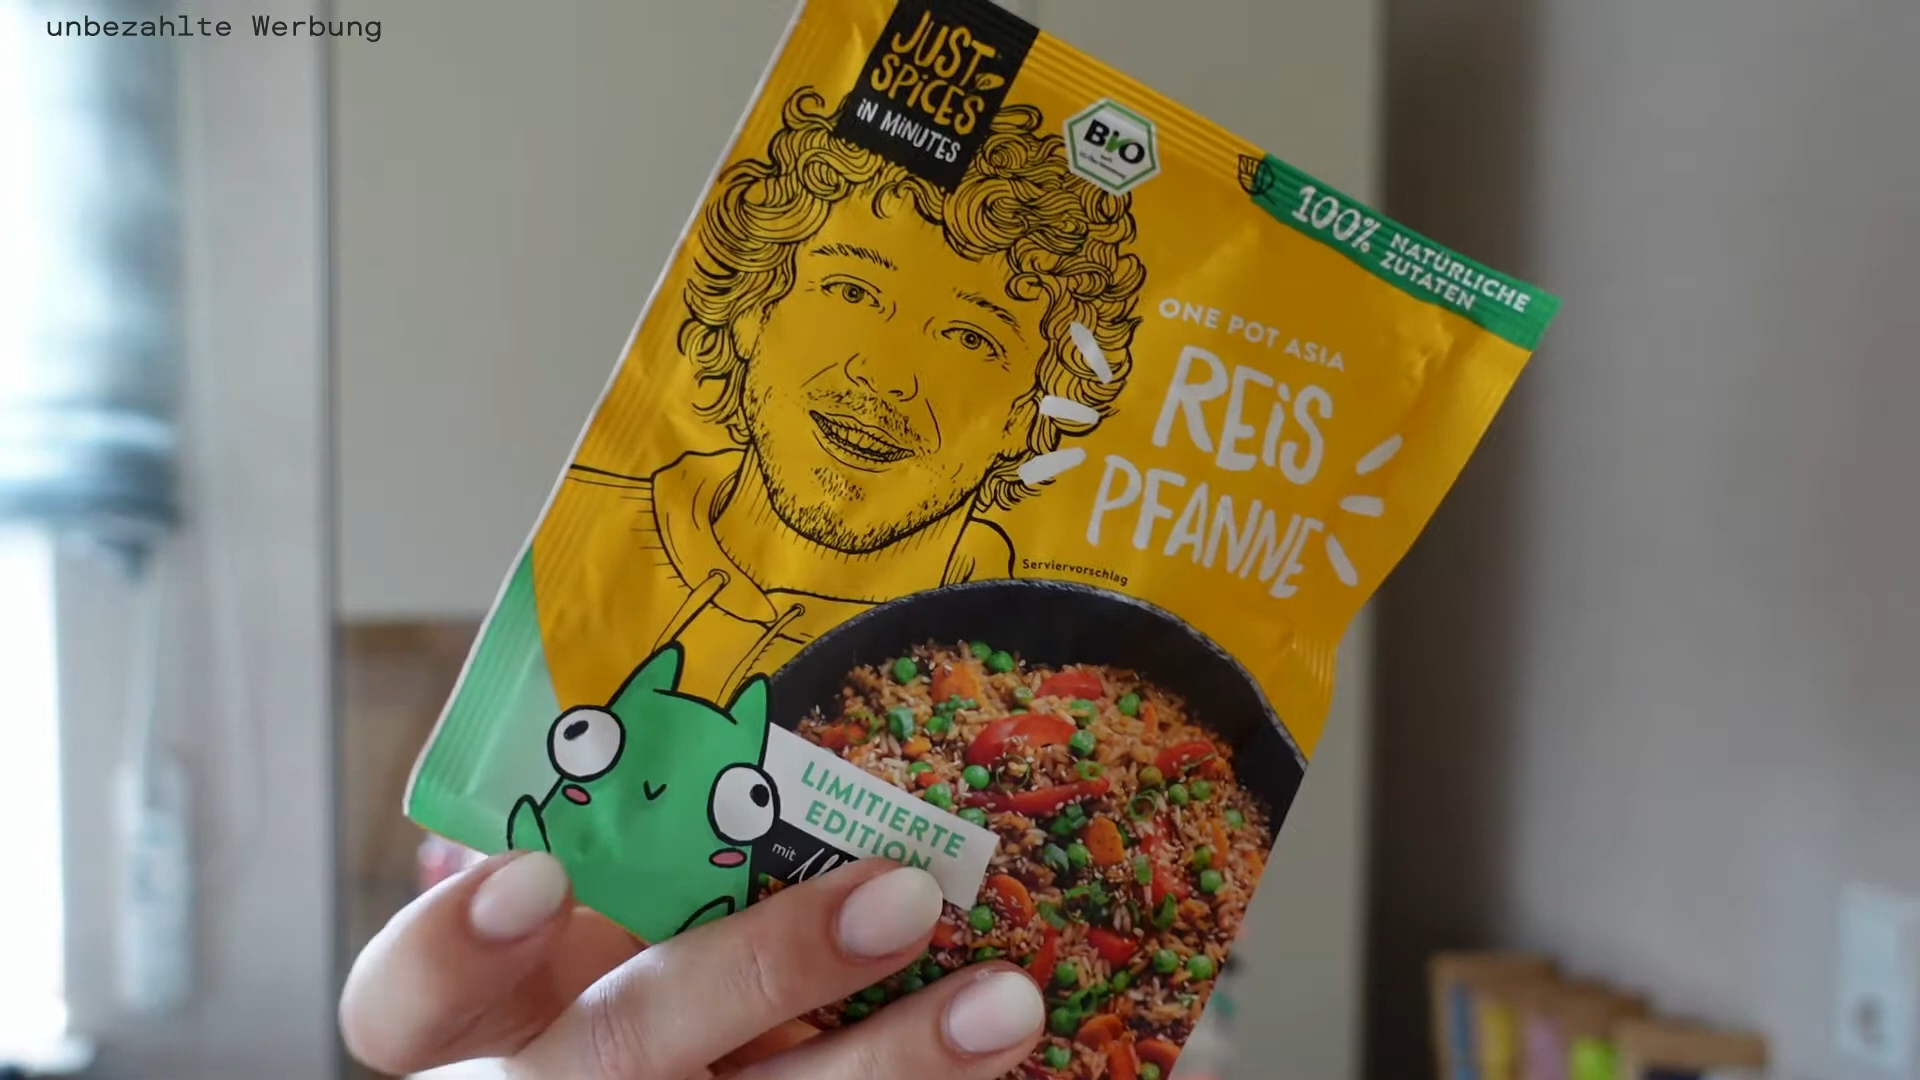 unbezahlte Werbung
JUST
SPiCES
iN MiNUTES
BiO
100% NATÜRLICHE
ZUTATEN
ONE POT ASIA
REiS
PFANNE
Serviervorschlag
LIMITIERTE
EDITION
mit